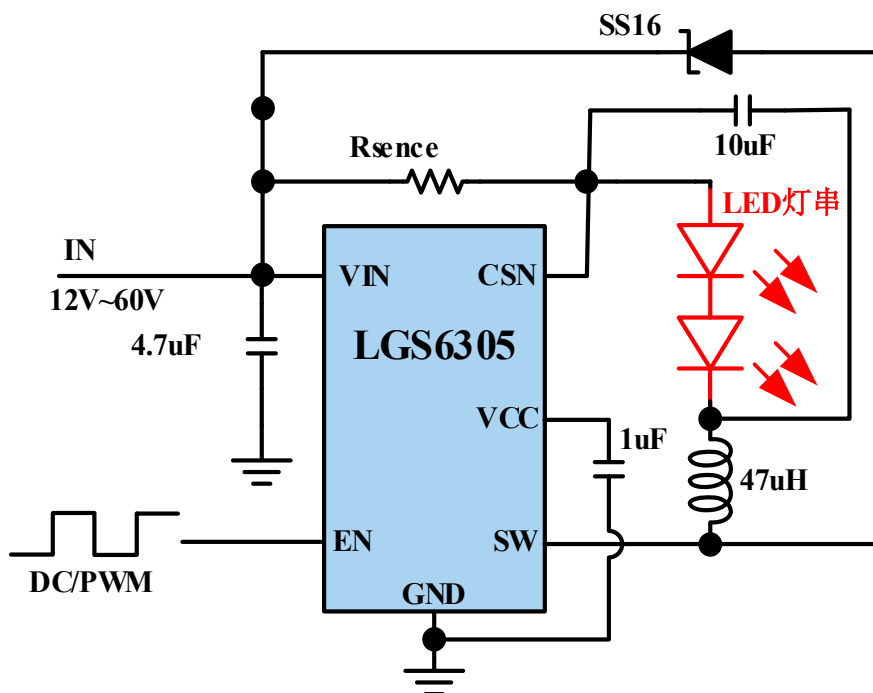 SS16
10uF
Rsence
LED灯串
IN
12V~60V
VIN
CSN
4.7uF
LGS6305
VCC
1uF
47uH
EN
SW
DC/PWM
GND